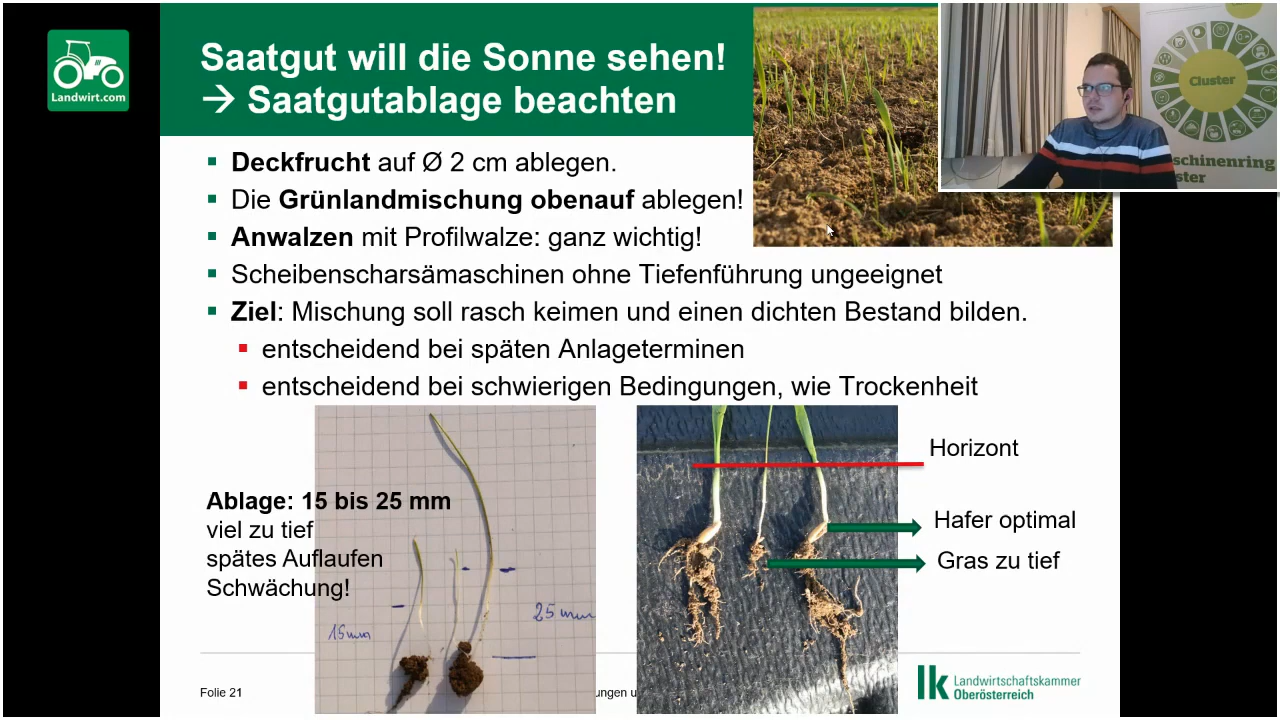 Landwirt.com
Saatgut will die Sonne sehen!
→ Saatgutablage beachten
Cluster
schinenring
ster
Deckfrucht auf Ø 2 cm ablegen.
Die Grünlandmischung obenauf ablegen!
Anwalzen mit Profilwalze: ganz wichtig!
Scheibenscharsämaschinen ohne Tiefenführung ungeeignet
Ziel: Mischung soll rasch keimen und einen dichten Bestand bilden.
entscheidend bei späten Anlageterminen
entscheidend bei schwierigen Bedingungen, wie Trockenheit
Ablage: 15 bis 25 mm
viel zu tief
spätes Auflaufen
Schwächung!
15mm
25 mm
Horizont
Hafer optimal
Gras zu tief
Folie 21
ungen u
lk Landwirtschaftskammer
Oberösterreich